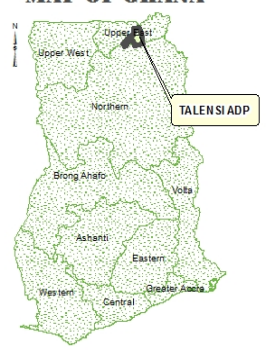 MAP OF GHANA
N
Upper East
Upper West
TALENSI ADP
Northern
Brong Ahafo
Volta
Ashanti
Eastern
Western
Greater Accra
Central